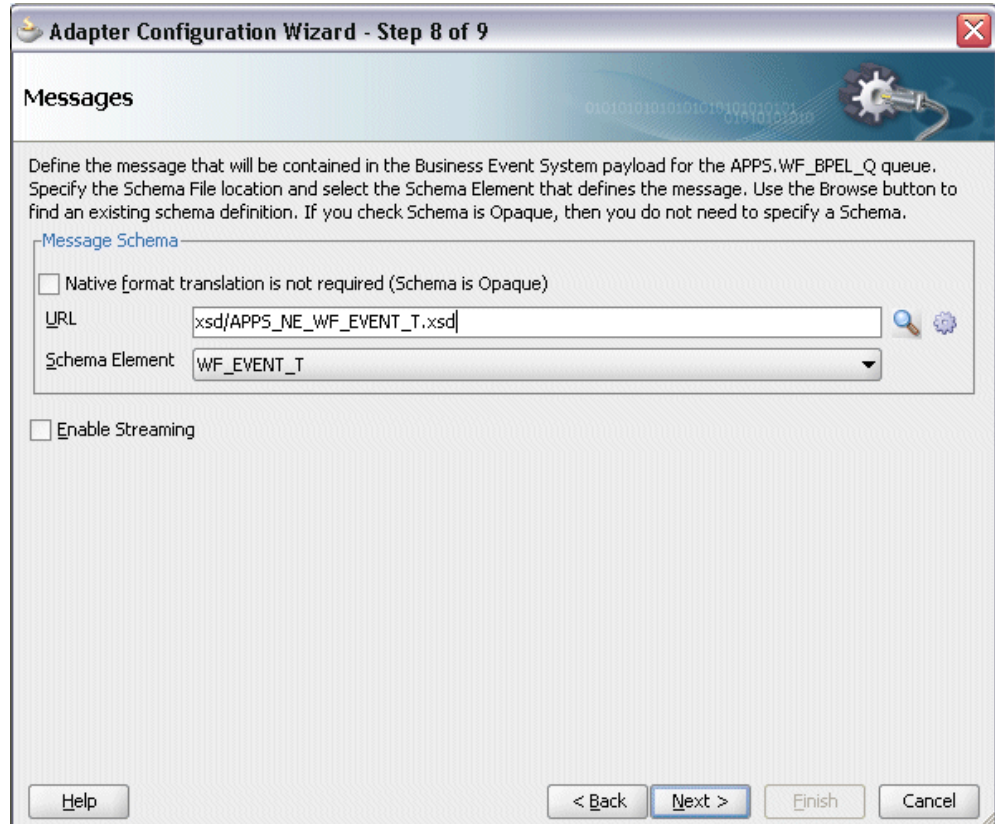 Adapter Configuration Wizard - Step 8 of 9
Messages
Define the message that will be contained in the Business Event System payload for the APPS.WF_BPEL_Q queue.
Specify the Schema File location and select the Schema Element that defines the message. Use the Browse button to
find an existing schema definition. If you check Schema is Opaque, then you do not need to specify a Schema.
Message Schema
Native format translation is not required (Schema is Opaque)
URL xsd/APPS_NE_WF_EVENT_T.xsd
Schema Element WF_EVENT_T
Enable Streaming
Help < Back Next > Finish Cancel